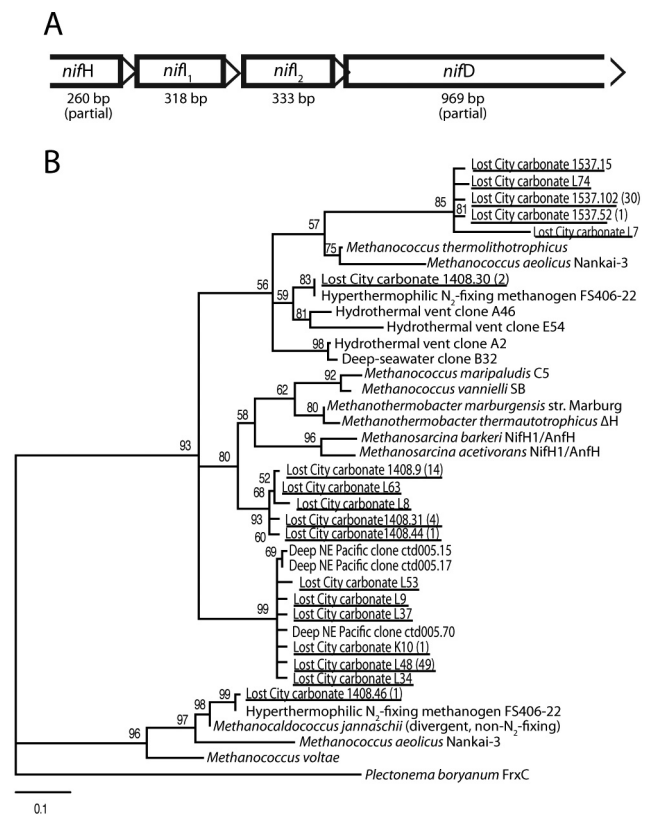 A
nifH
nifI1
nifI2
nifD
260 bp
(partial)
318 bp
333 bp
969 bp
(partial)
B
Lost City carbonate 1537.15
Lost City carbonate L74
85
Lost City carbonate 1537.102 (30)
81
Lost City carbonate 1537.52 (1)
57
Lost City carbonate L7
75
Methanococcus thermolithotrophicus
Methanococcus aeolicus Nankai-3
56
83
Lost City carbonate 1408.30 (2)
59
Hyperthermophilic N2-fixing methanogen FS406-22
81
Hydrothermal vent clone A46
Hydrothermal vent clone E54
98
Hydrothermal vent clone A2
Deep-seawater clone B32
92
Methanococcus maripaludis C5
62
Methanococcus vannielli SB
80
Methanothermobacter marburgensis str. Marburg
58
Methanothermobacter thermautotrophicus ΔH
93
96
Methanosarcina barkeri NifH1/AnfH
80
Methanosarcina acetivorans NifH1/AnfH
52
Lost City carbonate 1408.9 (14)
68
Lost City carbonate L63
Lost City carbonate L8
93
Lost City carbonate1408.31 (4)
60
Lost City carbonate 1408.44 (1)
69
Deep NE Pacific clone ctd005.15
Deep NE Pacific clone ctd005.17
Lost City carbonate L53
99
Lost City carbonate L9
Lost City carbonate L37
Deep NE Pacific clone ctd005.70
Lost City carbonate K10 (1)
Lost City carbonate L48 (49)
Lost City carbonate L34
99
Lost City carbonate 1408.46 (1)
98
Hyperthermophilic N2-fixing methanogen FS406-22
97
Methanocaldococcus jannaschii (divergent, non-N2-fixing)
96
Methanococcus aeolicus Nankai-3
Methanococcus voltae
Plectonema boryanum FrxC
0.1